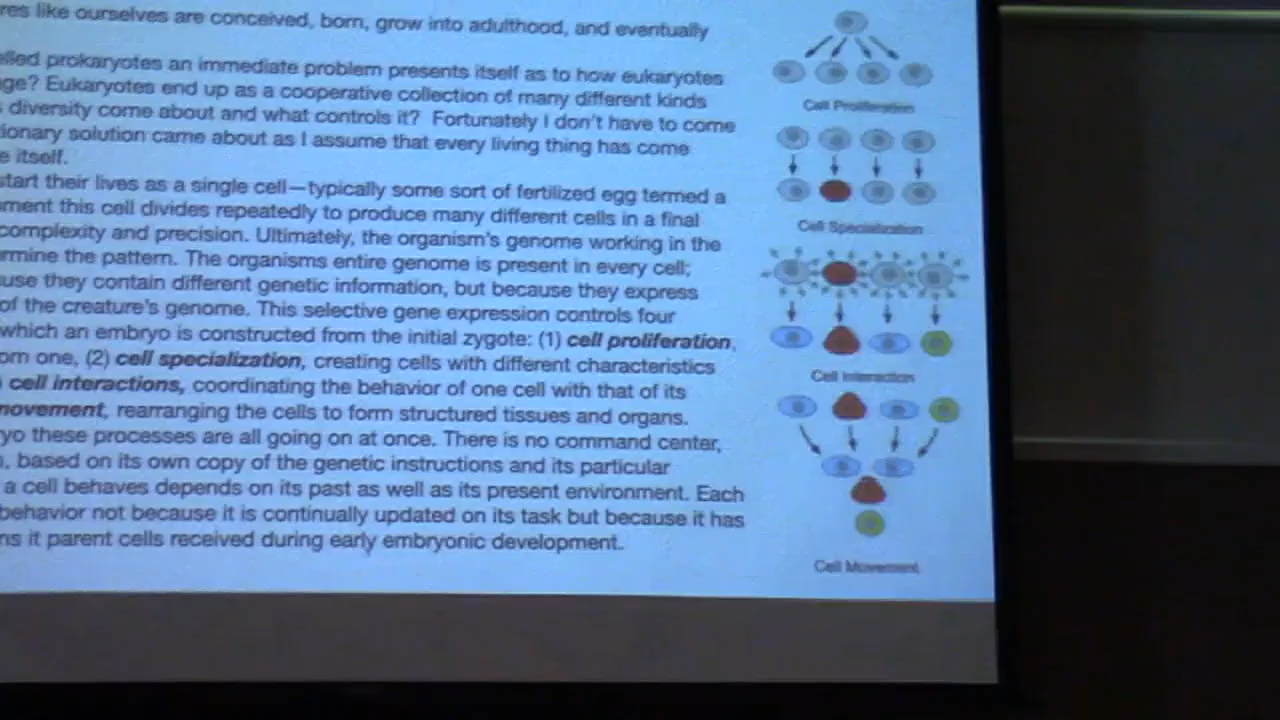 res like ourselves are conceived, born, grow into adulthood, and eventually
elled prokaryotes an immediate problem presents itself as to how eukaryotes
ge? Eukaryotes end up as a cooperative collection of many different kinds
s diversity come about and what controls it? Fortunately I don't have to come
tionary solution came about as I assume that every living thing has come
e itself.
start their lives as a single cell—typically some sort of fertilized egg termed a
ment this cell divides repeatedly to produce many different cells in a final
complexity and precision. Ultimately, the organism's genome working in the
rmine the pattern. The organisms entire genome is present in every cell;
use they contain different genetic information, but because they express
of the creature's genome. This selective gene expression controls four
which an embryo is constructed from the initial zygote: (1) cell proliferation,
om one, (2) cell specialization, creating cells with different characteristics
cell interactions, coordinating the behavior of one cell with that of its
movement, rearranging the cells to form structured tissues and organs.
yo these processes are all going on at once. There is no command center,
, based on its own copy of the genetic instructions and its particular
a cell behaves depends on its past as well as its present environment. Each
behavior not because it is continually updated on its task but because it has
ns it parent cells received during early embryonic development.
Cell Proliferation
Cell Specialization
Cell Interaction
Cell Movement